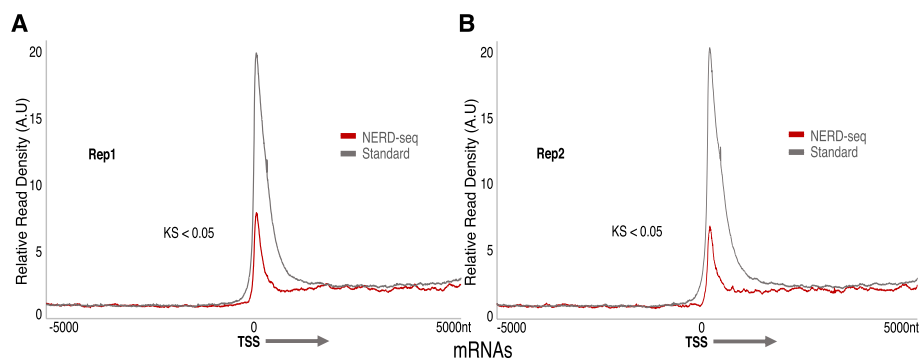 A
Relative Read Density (A.U)
20
15
10
5
0
Rep1
NERD-seq
Standard
KS < 0.05
-5000
0
5000nt
TSS
B
Relative Read Density (A.U)
20
15
10
5
0
Rep2
NERD-seq
Standard
KS < 0.05
-5000
0
5000nt
TSS
mRNAs